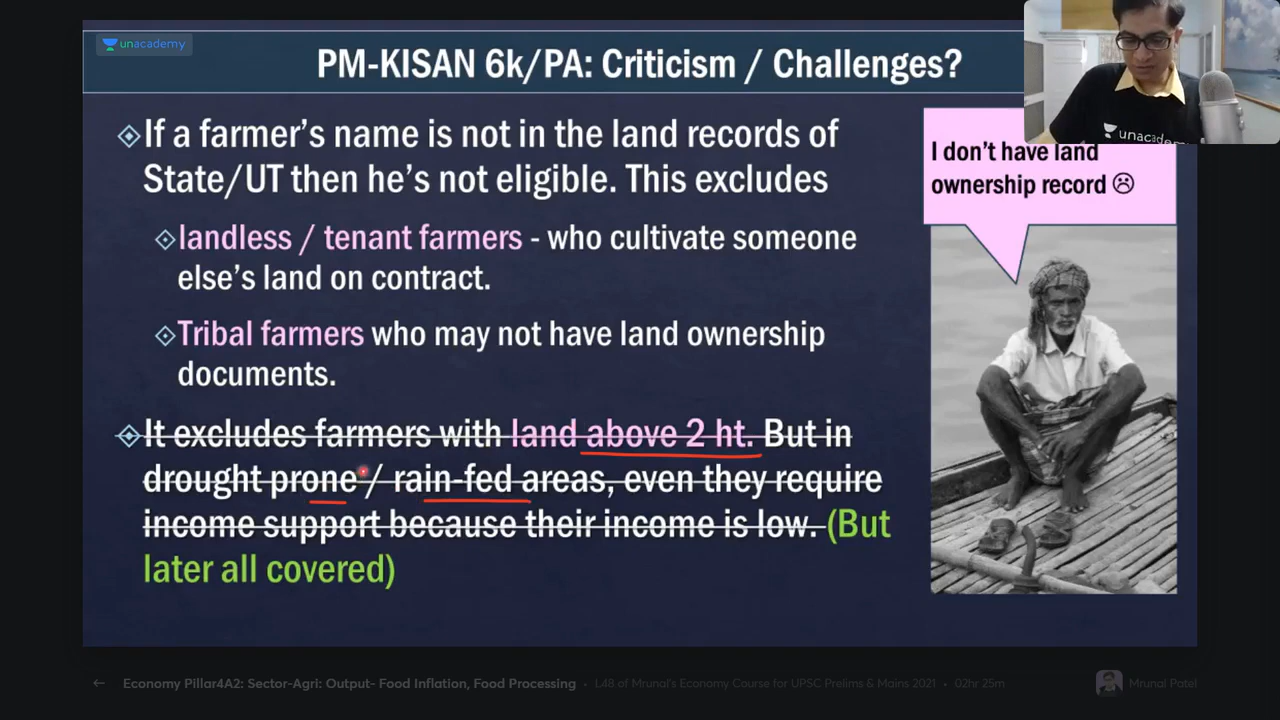 unacademy
PM-KISAN 6k/PA: Criticism / Challenges?
unacademy
If a farmer's name is not in the land records of
State/UT then he's not eligible. This excludes
landless / tenant farmers - who cultivate someone
else's land on contract.
Tribal farmers who may not have land ownership
documents.
It excludes farmers with land above 2 ht. But in
drought prone / rain-fed areas, even they require
income support because their income is low. (But
later all covered)
I don't have land
ownership record ☹
Economy Pillar4A2: Sector-Agri: Output- Food Inflation, Food Processing • L48 of Mrunal's Economy Course for UPSC Prelims & Mains 2021 • 02hr 25m
Mrunal Patel